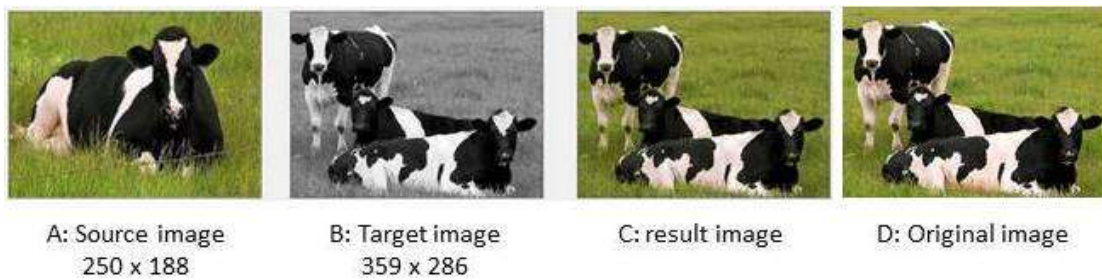 A: Source image
250 x 188
B: Target image
359 x 286
C: result image
D: Original image